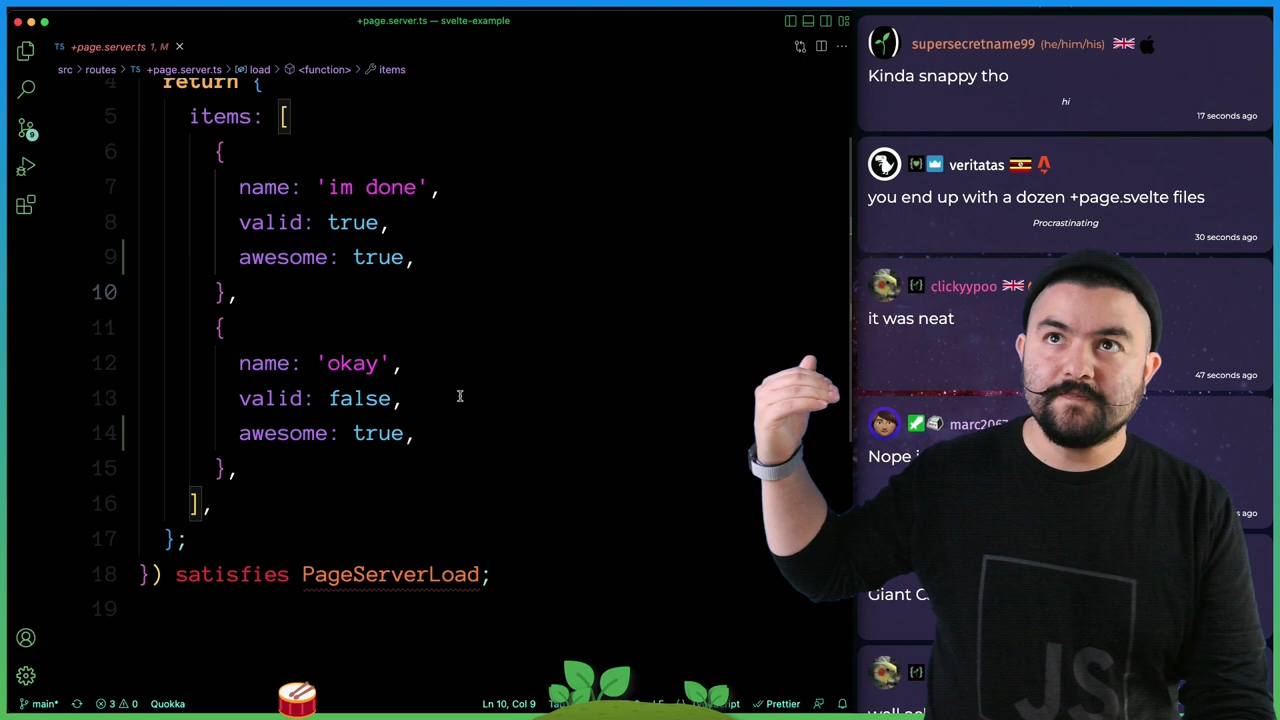 +page.server.ts — svelte-example
TS +page.server.ts 1, M
src › routes › TS +page.server.ts › load › <function> › items
4 return {
5 items: [
6 {
7 name: 'im done',
8 valid: true,
9 awesome: true,
10 },
11 {
12 name: 'okay',
13 valid: false,
14 awesome: true,
15 },
16 ],
17 };
18 }) satisfies PageServerLoad;
19
9
main* 3 0 Quokka
Ln 10, Col 9
Prettier
supersecretname99 (he/him/his)
Kinda snappy tho
hi
17 seconds ago
veritatas
you end up with a dozen +page.svelte files
Procrastinating
30 seconds ago
clickyypoo
it was neat
47 seconds ago
Nope
Giant
JS